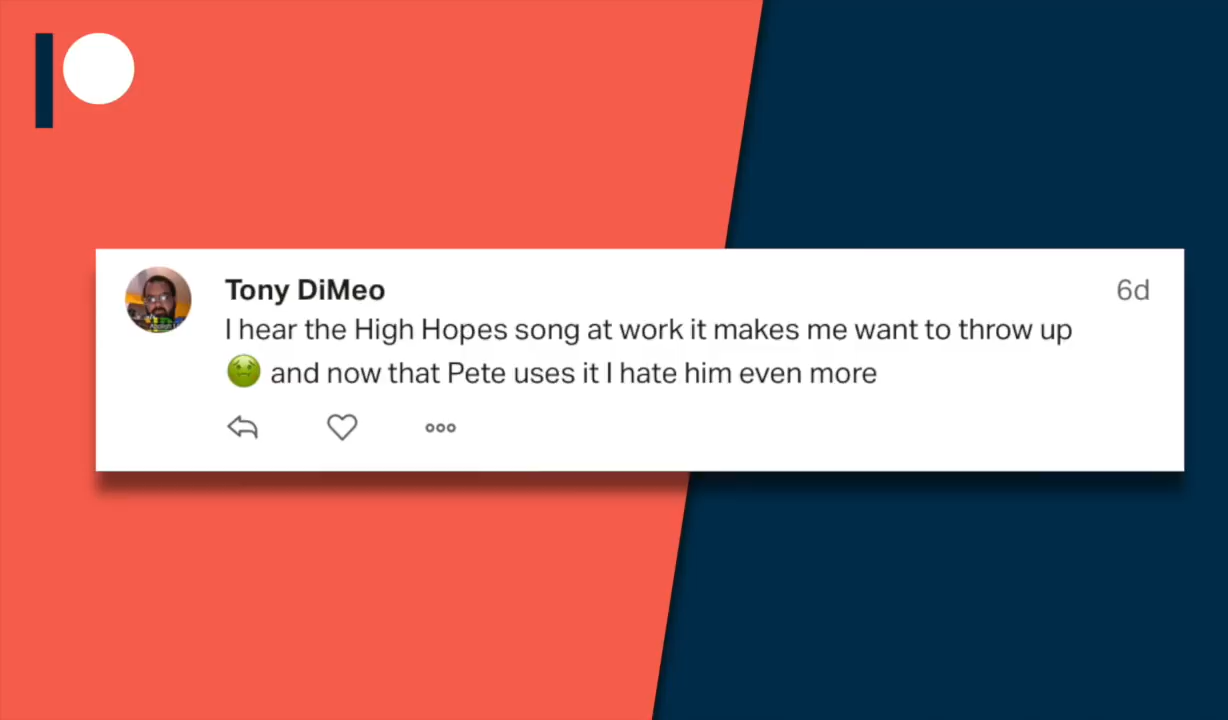 Tony DiMeo
6d
I hear the High Hopes song at work it makes me want to throw up
🤢 and now that Pete uses it I hate him even more